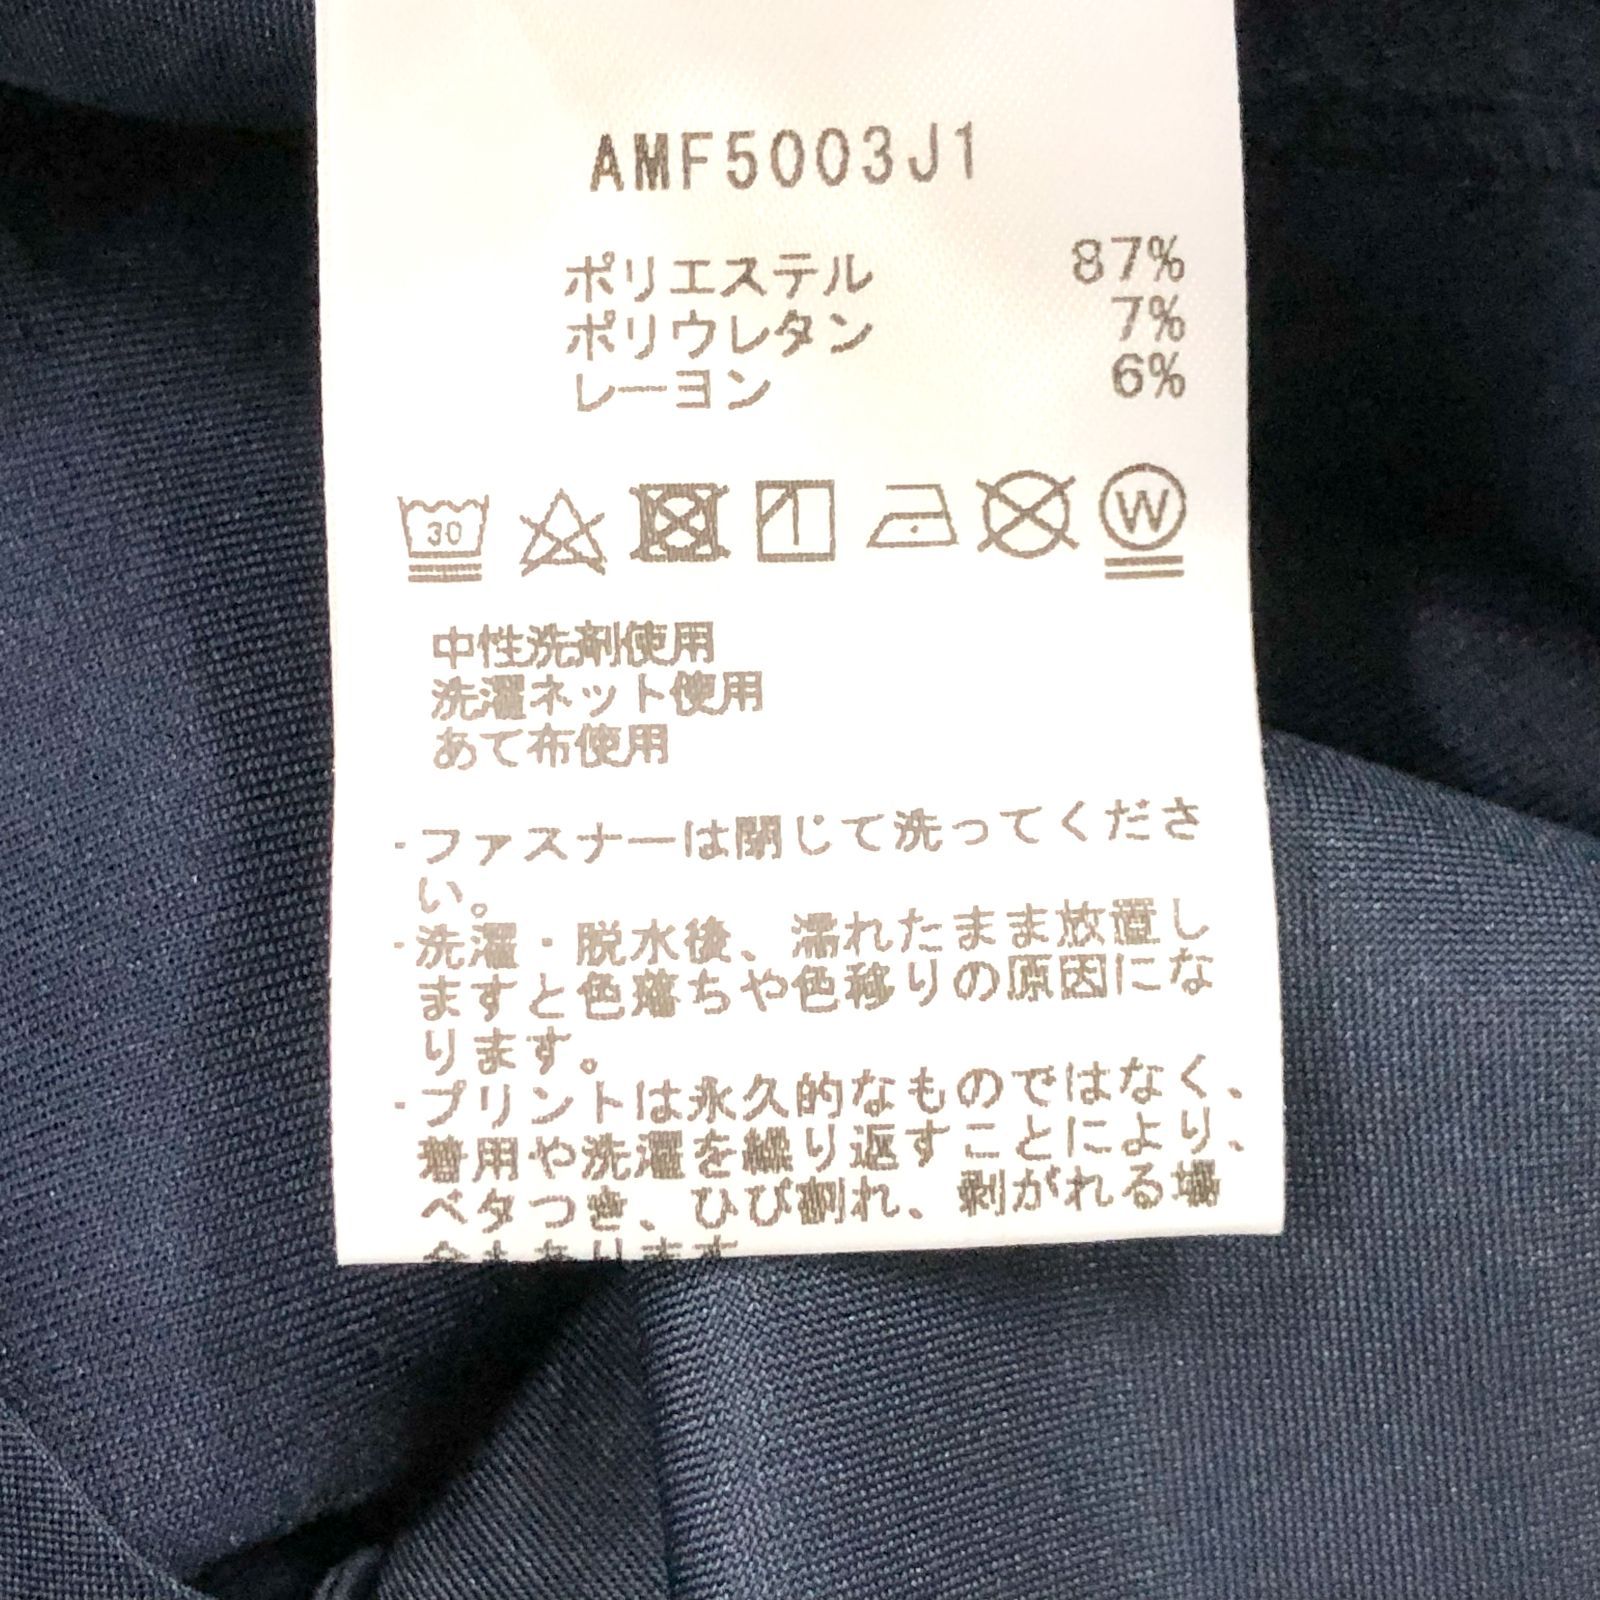 AMF5003J1
ポリエステル 87%
ポリウレタン 7%
レーヨン 6%
30 W
中性洗剤使用
洗濯ネット使用
あて布使用
・ファスナーは閉じて洗ってくださ
い。
・洗濯・脱水後、濡れたまま放置し
ますと色落ちや色移りの原因にな
ります。
・プリントは永久的なものではなく、
着用や洗濯を繰り返すことにより、
ベタつき、ひび割れ、剥がれる場
合もあります